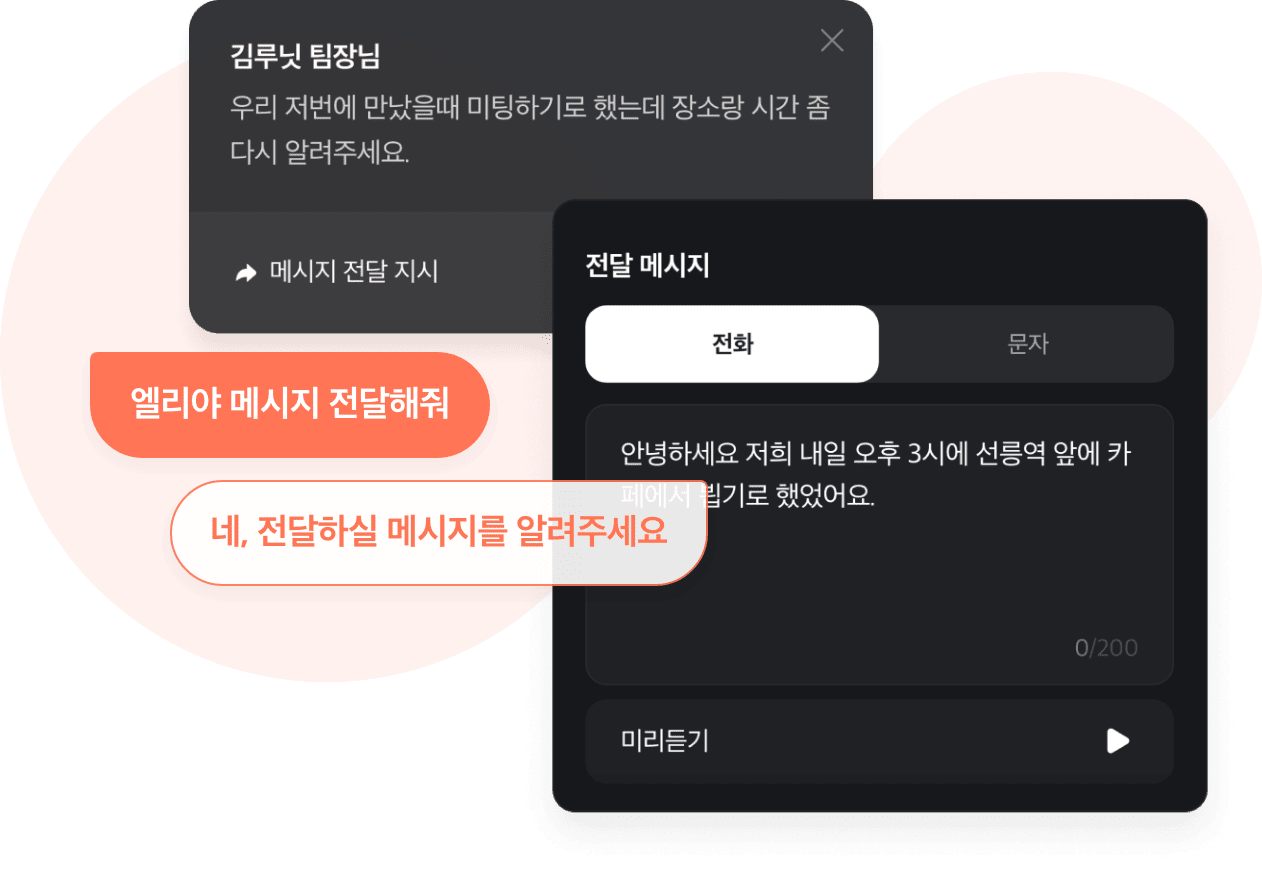 김루닛 팀장님
우리 저번에 만났을때 미팅하기로 했는데 장소랑 시간 좀
다시 알려주세요.
메시지 전달 지시
엘리야 메시지 전달해줘
네, 전달하실 메시지를 알려주세요
전달 메시지
전화
문자
안녕하세요 저희 내일 오후 3시에 선릉역 앞에 카
페에서 뵙기로 했었어요.
0/200
미리듣기